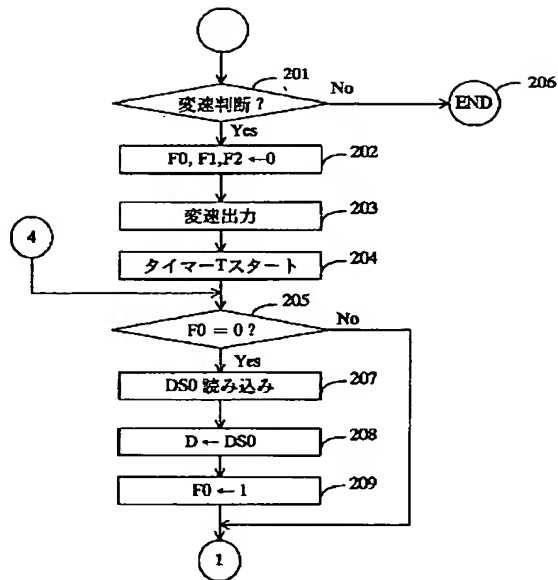 201
変速判断？
No
END
206
Yes
F0, F1,F2 ←0
202
変速出力
203
4
タイマーTスタート
204
205
F0 = 0？
No
Yes
DS0 読み込み
207
D ← DS0
208
F0 ← 1
209
1